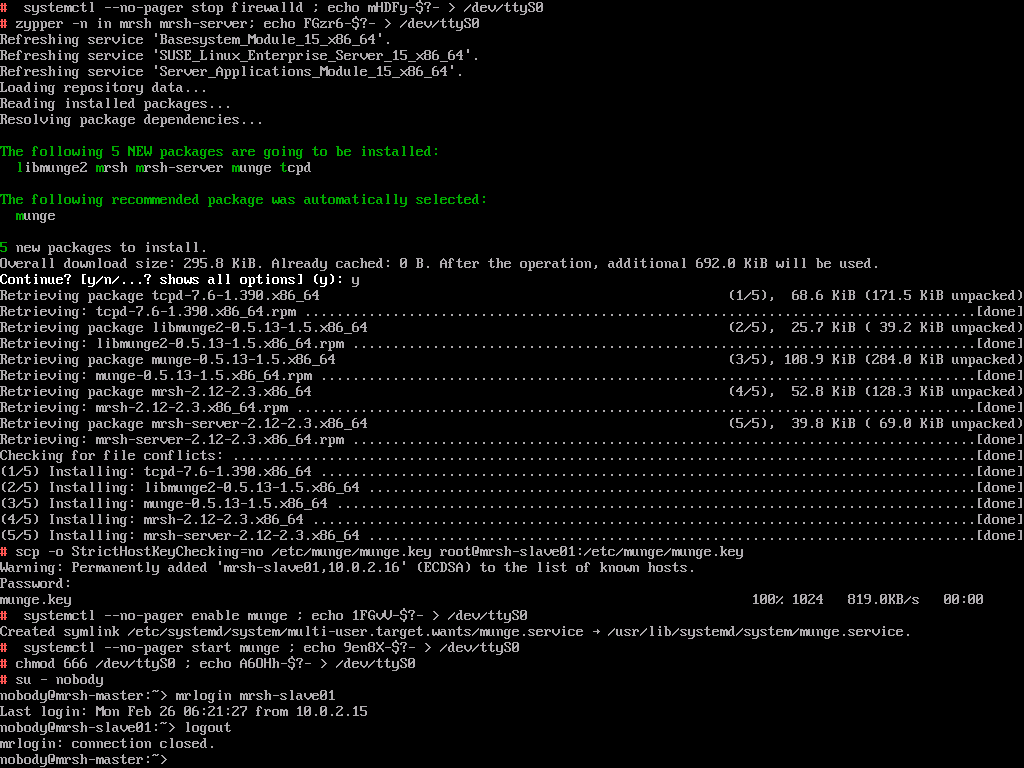 #  systemctl --no-pager stop firewalld ; echo mHDFy-$?- > /dev/ttyS0
# zypper -n in mrsh mrsh-server; echo FGzr6-$?- > /dev/ttyS0
Refreshing service 'Basesystem_Module_15_x86_64'.
Refreshing service 'SUSE_Linux_Enterprise_Server_15_x86_64'.
Refreshing service 'Server_Applications_Module_15_x86_64'.
Loading repository data...
Reading installed packages...
Resolving package dependencies...
The following 5 NEW packages are going to be installed:
  libmunge2 mrsh mrsh-server munge tcpd
The following recommended package was automatically selected:
  munge
5 new packages to install.
Overall download size: 295.8 KiB. Already cached: 0 B. After the operation, additional 692.0 KiB will be used.
Continue? [y/n/...? shows all options] (y): y
Retrieving package tcpd-7.6-1.390.x86_64 (1/5),  68.6 KiB (171.5 KiB unpacked)
Retrieving: tcpd-7.6-1.390.x86_64.rpm ....................................................................................[done]
Retrieving package libmunge2-0.5.13-1.5.x86_64 (2/5),  25.7 KiB ( 39.2 KiB unpacked)
Retrieving: libmunge2-0.5.13-1.5.x86_64.rpm ..............................................................................[done]
Retrieving package munge-0.5.13-1.5.x86_64 (3/5), 108.9 KiB (284.0 KiB unpacked)
Retrieving: munge-0.5.13-1.5.x86_64.rpm ..................................................................................[done]
Retrieving package mrsh-2.12-2.3.x86_64 (4/5),  52.8 KiB (128.3 KiB unpacked)
Retrieving: mrsh-2.12-2.3.x86_64.rpm .....................................................................................[done]
Retrieving package mrsh-server-2.12-2.3.x86_64 (5/5),  39.8 KiB ( 69.0 KiB unpacked)
Retrieving: mrsh-server-2.12-2.3.x86_64.rpm ..............................................................................[done]
Checking for file conflicts: .............................................................................................[done]
(1/5) Installing: tcpd-7.6-1.390.x86_64 ..................................................................................[done]
(2/5) Installing: libmunge2-0.5.13-1.5.x86_64 ............................................................................[done]
(3/5) Installing: munge-0.5.13-1.5.x86_64 ................................................................................[done]
(4/5) Installing: mrsh-2.12-2.3.x86_64 ...................................................................................[done]
(5/5) Installing: mrsh-server-2.12-2.3.x86_64 ............................................................................[done]
# scp -o StrictHostKeyChecking=no /etc/munge/munge.key root@mrsh-slave01:/etc/munge/munge.key
Warning: Permanently added 'mrsh-slave01,10.0.2.16' (ECDSA) to the list of known hosts.
Password:
munge.key 100% 1024   819.0KB/s   00:00
#  systemctl --no-pager enable munge ; echo 1FGvV-$?- > /dev/ttyS0
Created symlink /etc/systemd/system/multi-user.target.wants/munge.service → /usr/lib/systemd/system/munge.service.
#  systemctl --no-pager start munge ; echo 9en8X-$?- > /dev/ttyS0
# chmod 666 /dev/ttyS0 ; echo A6OHh-$?- > /dev/ttyS0
# su - nobody
nobody@mrsh-master:~> mrlogin mrsh-slave01
Last login: Mon Feb 26 06:21:27 from 10.0.2.15
nobody@mrsh-slave01:~> logout
mrlogin: connection closed.
nobody@mrsh-master:~>